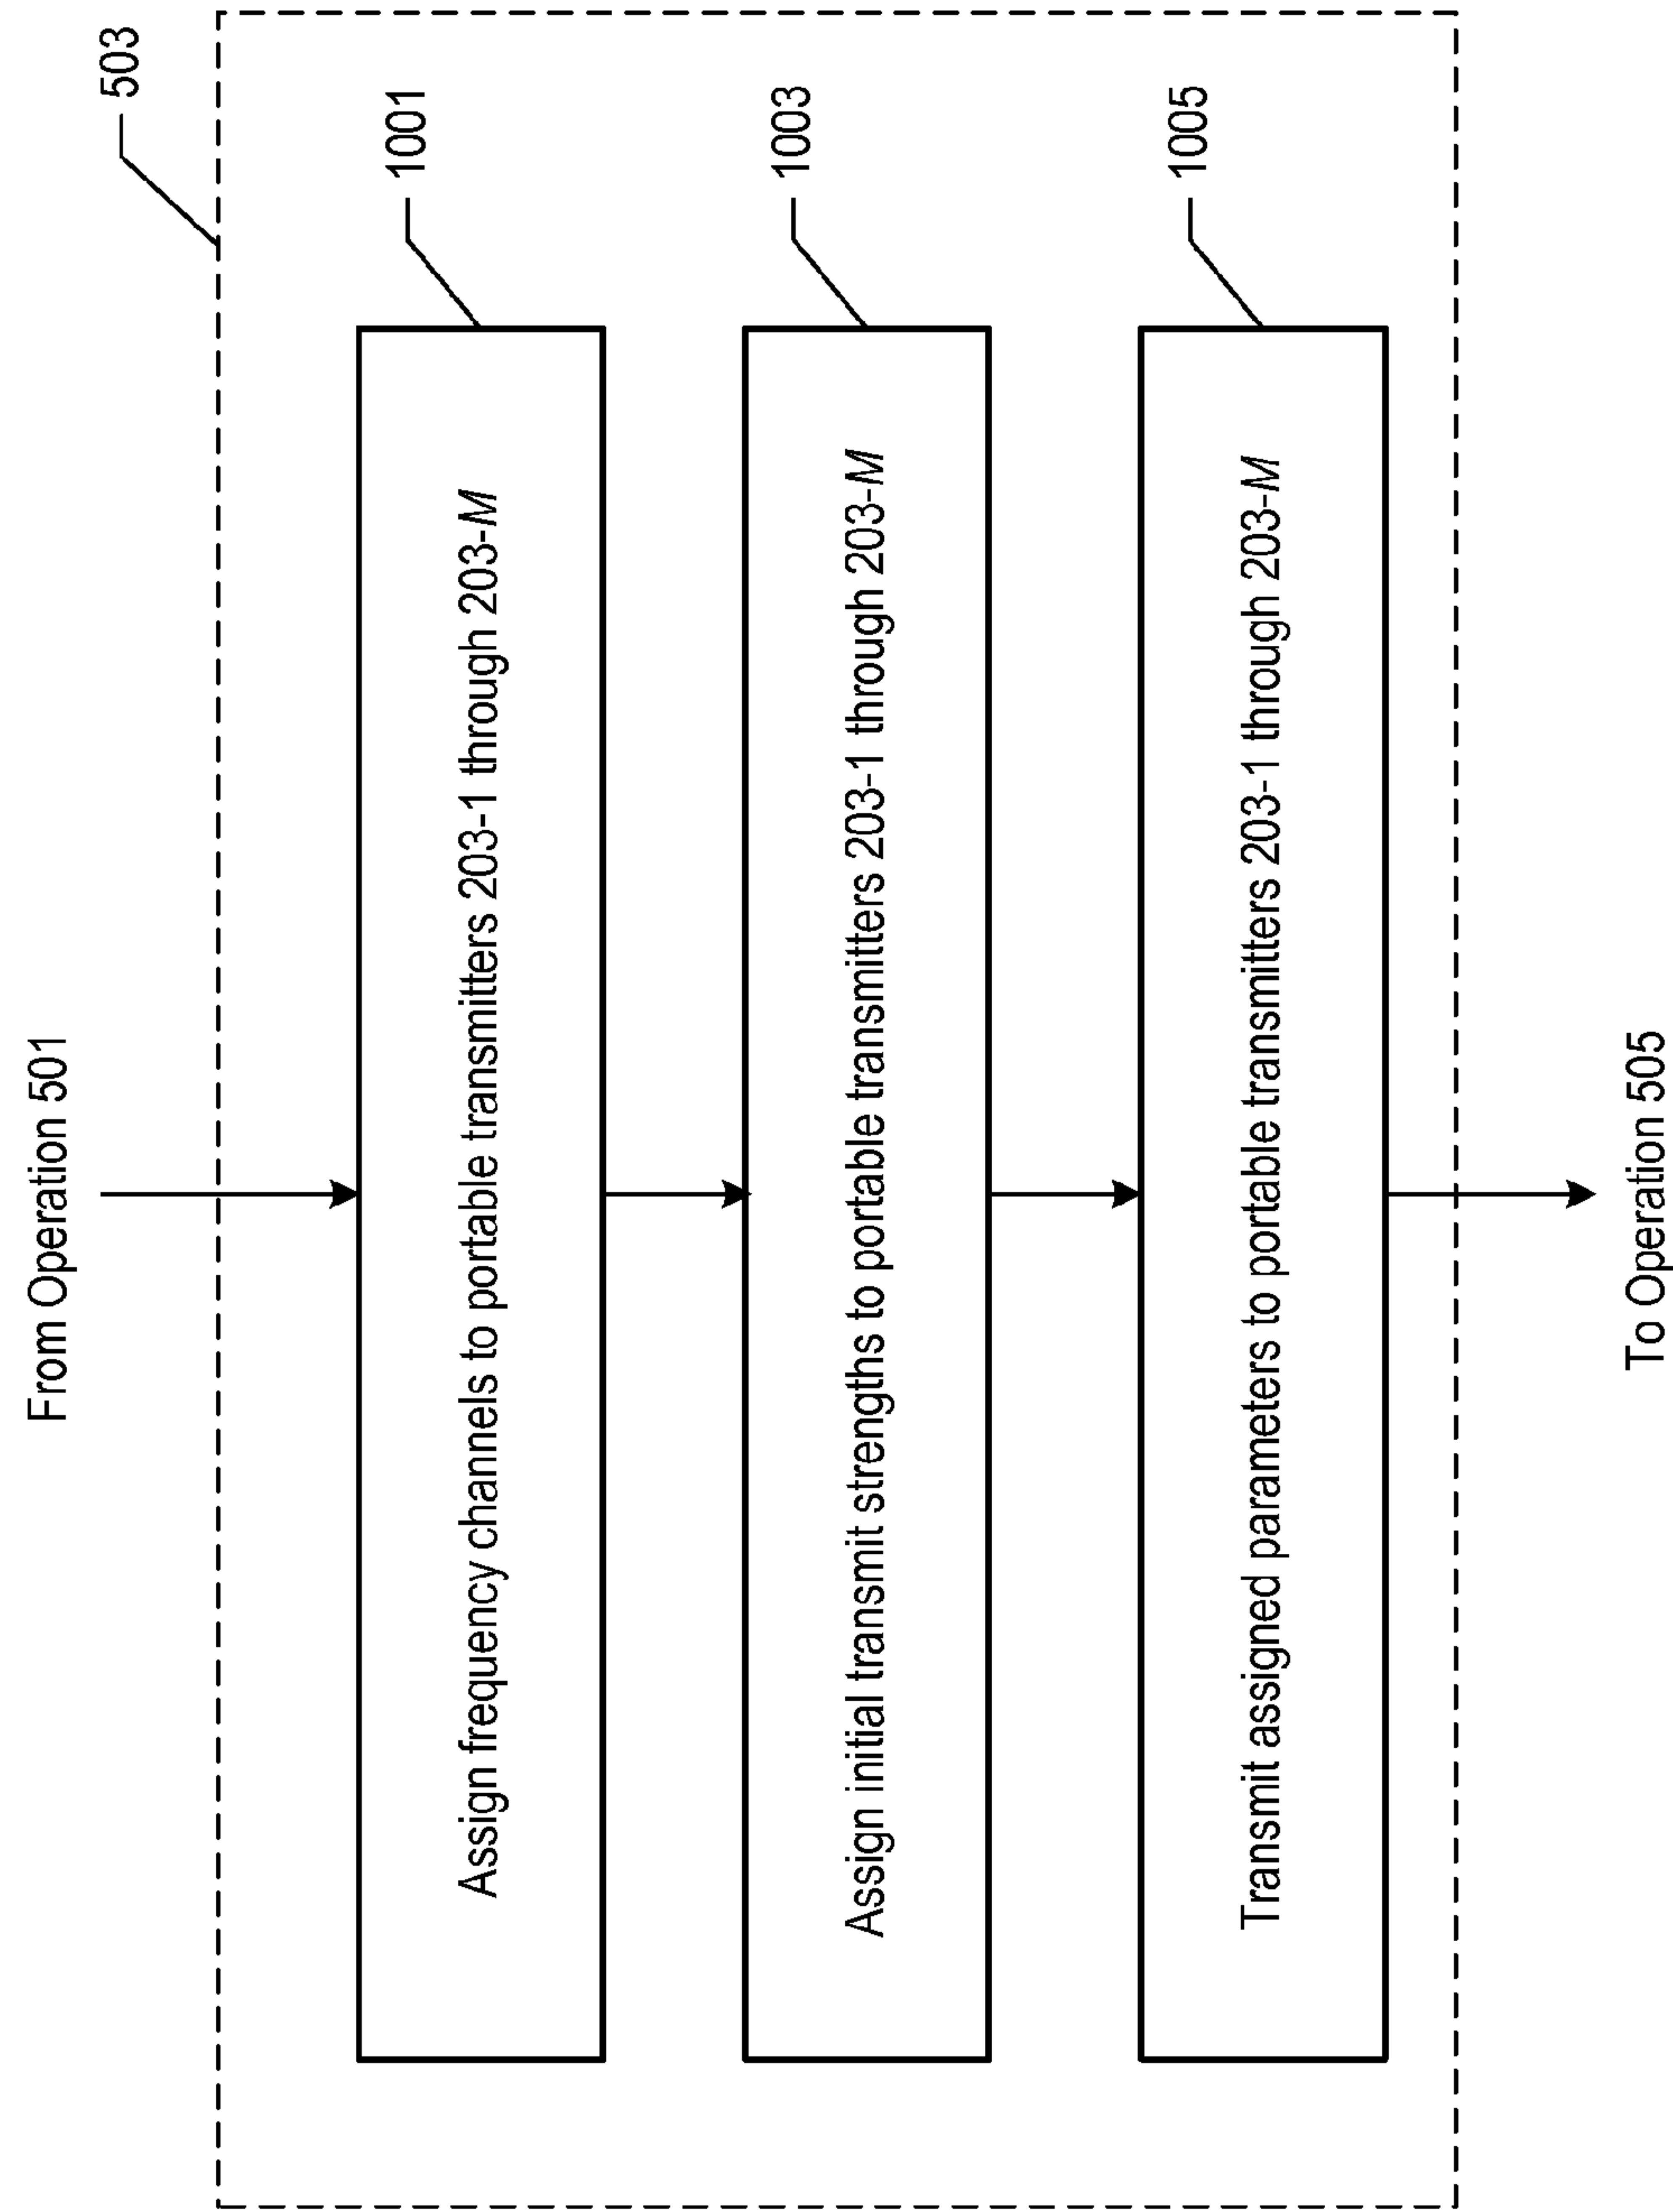 From Operation 501
503
1001
Assign frequency channels to portable transmitters 203-1 through 203-M
1003
Assign initial transmit strengths to portable transmitters 203-1 through 203-M
1005
Transmit assigned parameters to portable transmitters 203-1 through 203-M
To Operation 505